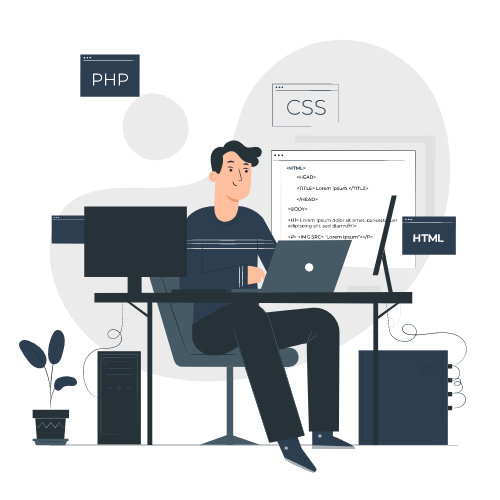 PHP
CSS
<HTML>
<HEAD>
<TITLE> Lorem ipsum </TITLE>
</HEAD>
<BODY>
<H1> Lorem ipsum dolor sit amet, consectetuer
adipiscing elit, sed diam</H1>
<P> <IMG SRC= "Lorem ipsum"></P>
HTML